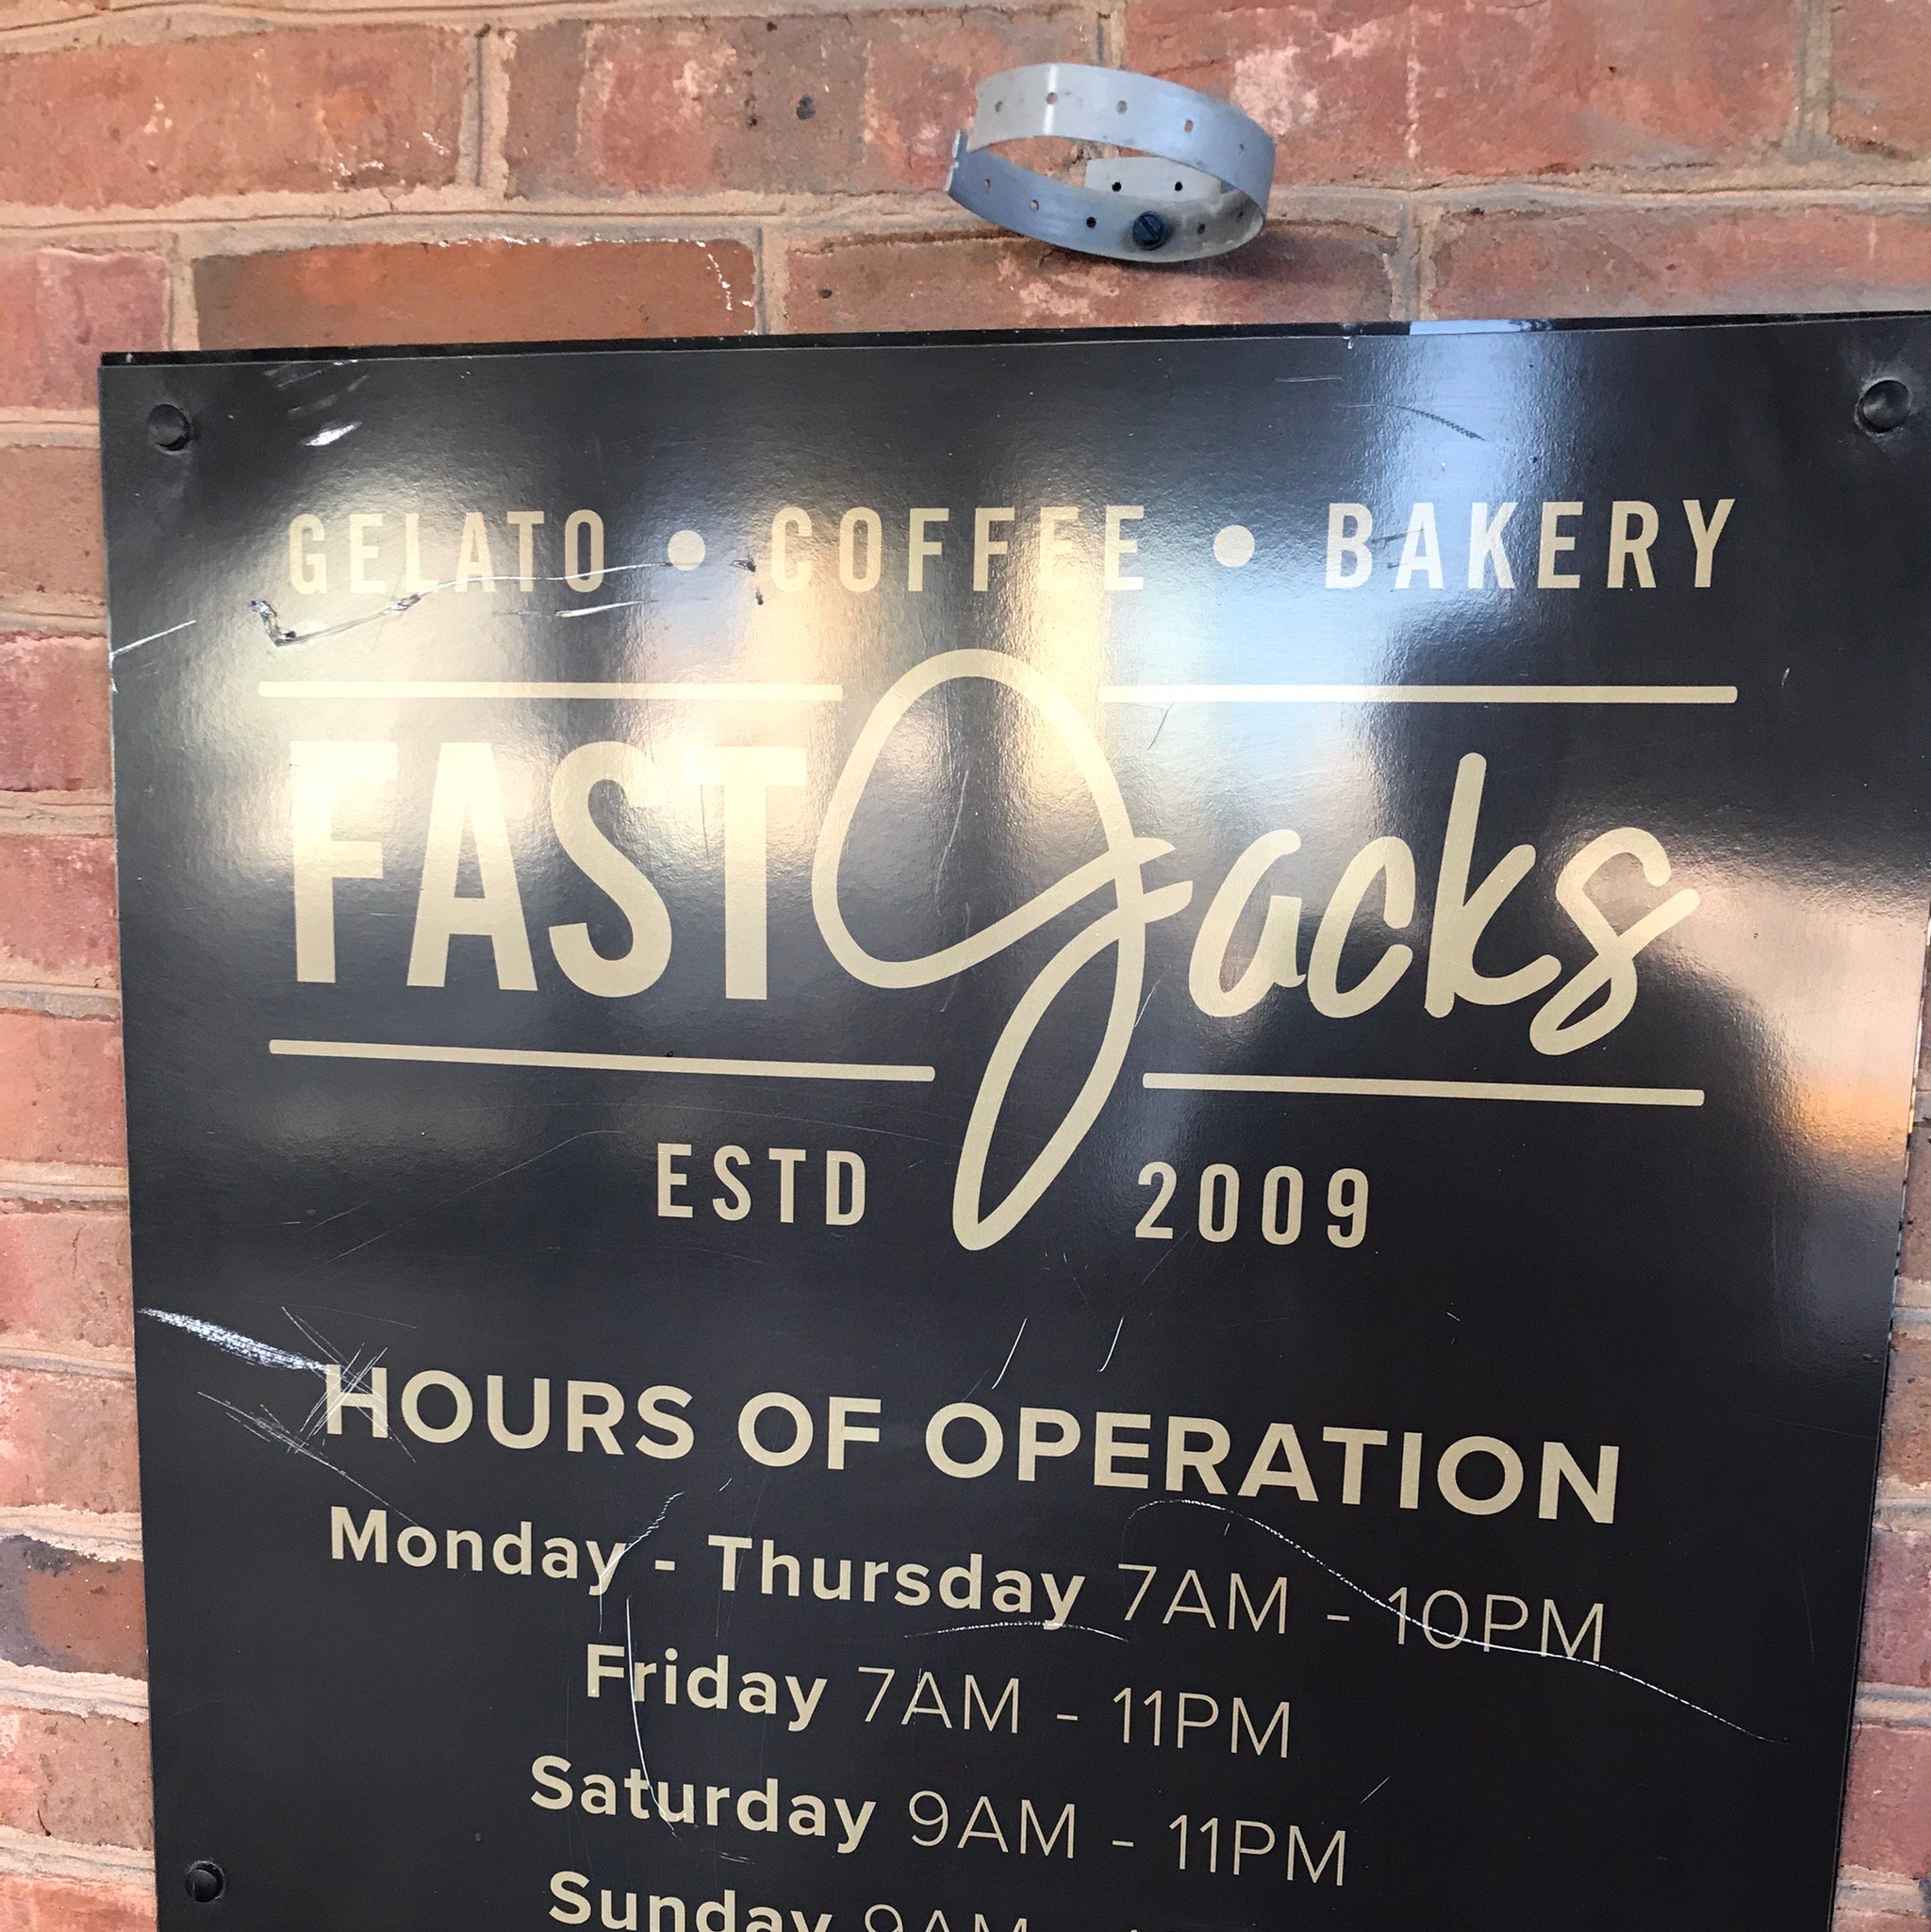 GELATO • COFFEE • BAKERY
FAST Jacks
ESTD 2009
HOURS OF OPERATION
Monday - Thursday 7AM - 10PM
Friday 7AM - 11PM
Saturday 9AM - 11PM
Sunday 9AM -